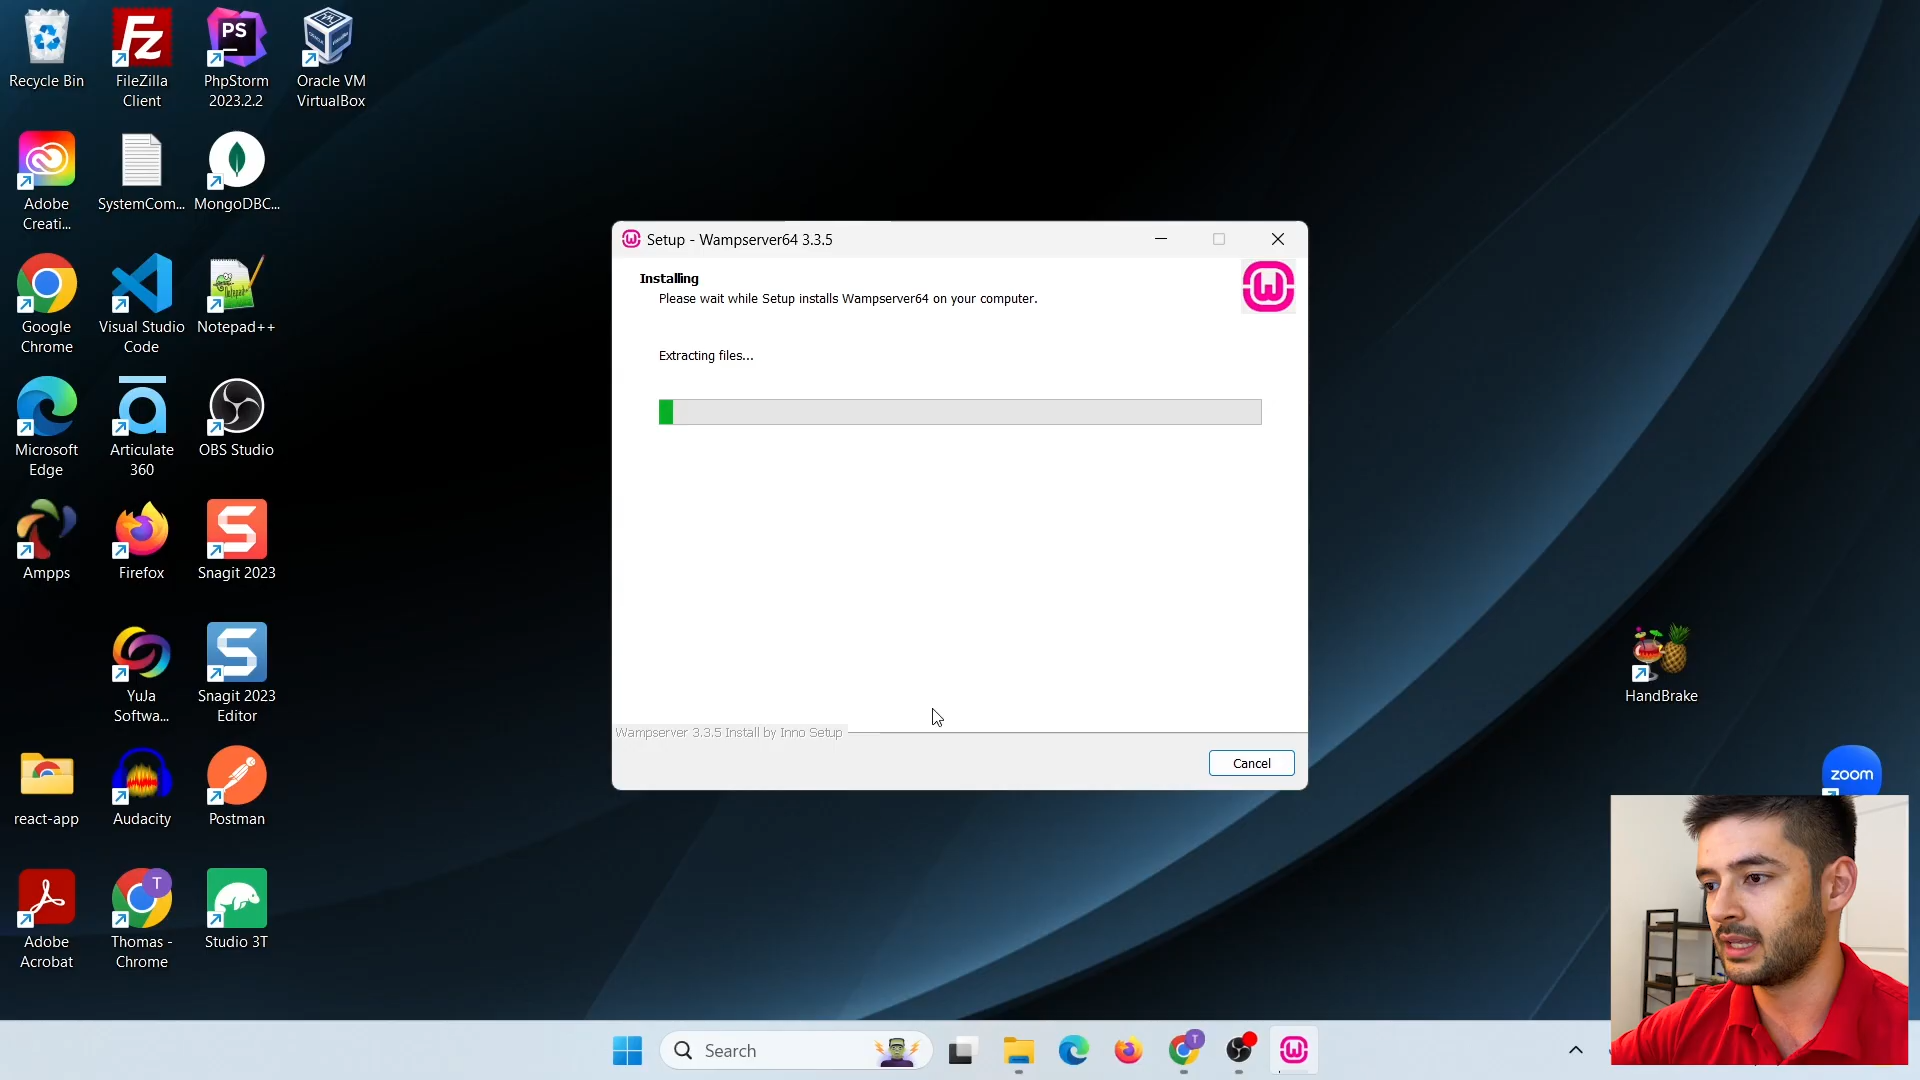 Recycle Bin
FileZilla
Client
PhpStorm
2023.2.2
Oracle VM
VirtualBox
Adobe
Creati...
SystemCom...
MongoDBC...
Google
Chrome
Visual Studio
Code
Notepad++
Microsoft
Edge
Articulate
360
OBS Studio
Ampps
Firefox
Snagit 2023
YuJa
Softwa...
Snagit 2023
Editor
react-app
Audacity
Postman
Adobe
Acrobat
T
Thomas -
Chrome
Studio 3T
Setup - Wampserver64 3.3.5
Installing
Please wait while Setup installs Wampserver64 on your computer.
Extracting files...
Wampserver 3.3.5 Install by Inno Setup
Cancel
HandBrake
zoom
Search
T